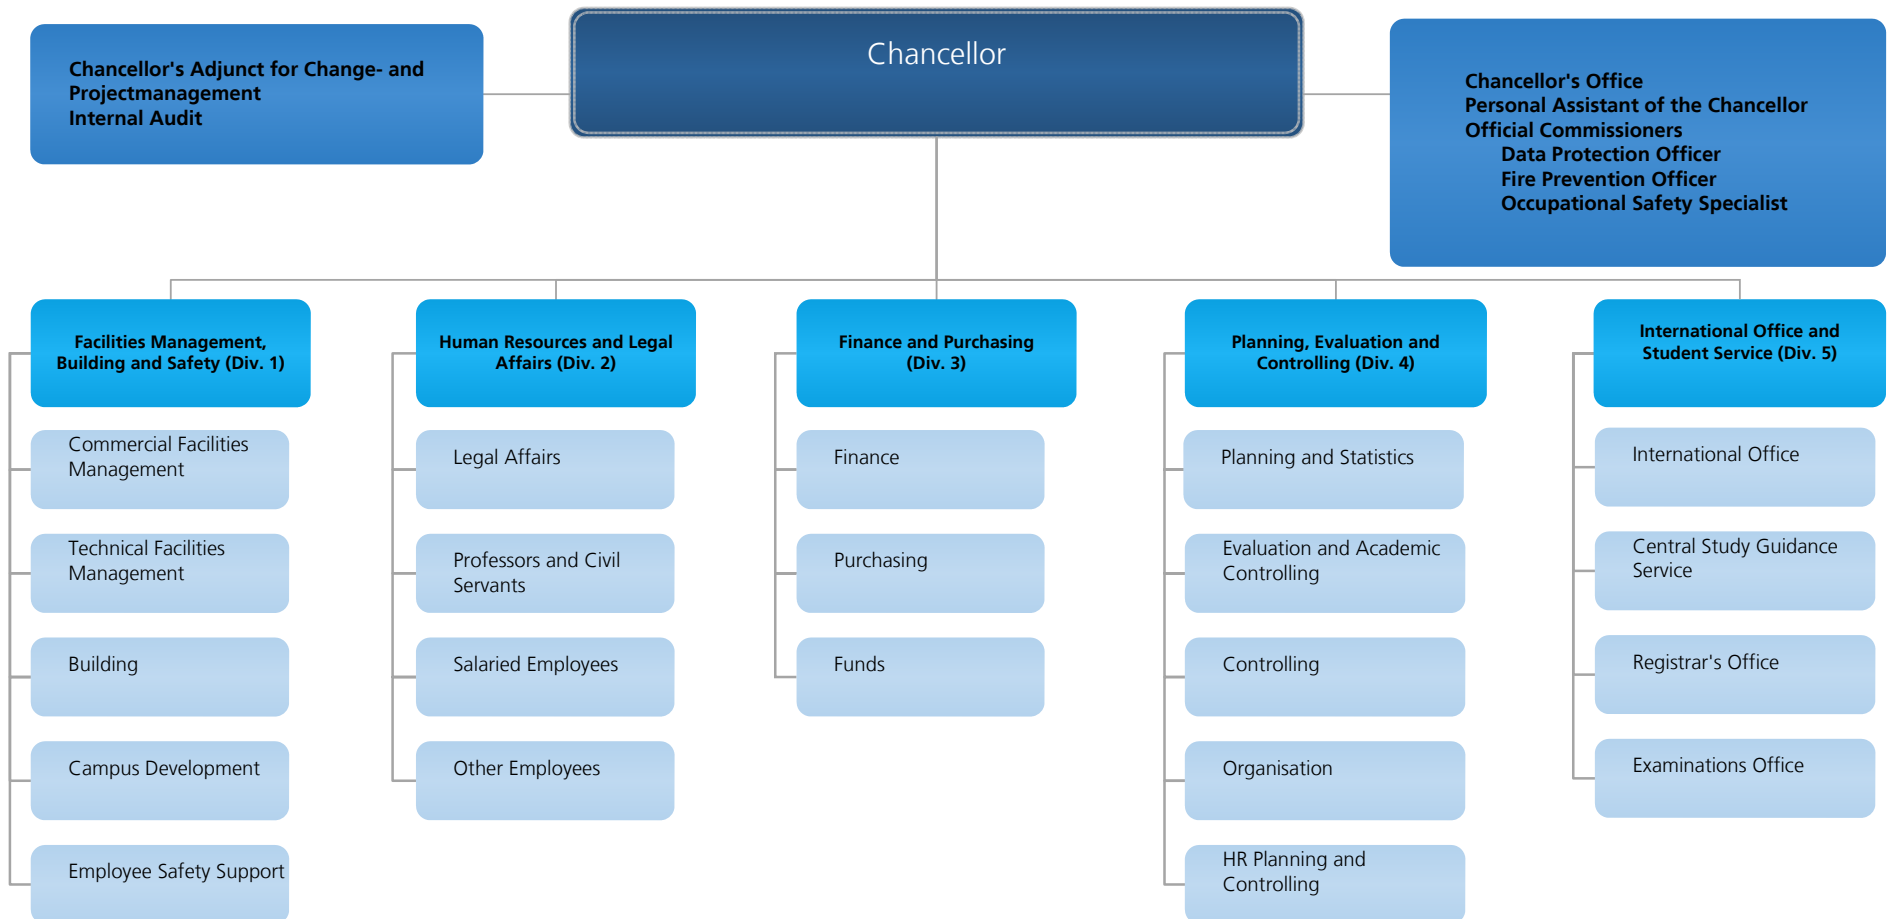 Chancellor
Chancellor's Adjunct for Change- and
Projectmanagement
Internal Audit
Chancellor's Office
Personal Assistant of the Chancellor
Official Commissioners
Data Protection Officer
Fire Prevention Officer
Occupational Safety Specialist
Facilities Management,
Building and Safety (Div. 1)
Commercial Facilities
Management
Technical Facilities
Management
Building
Campus Development
Employee Safety Support
Human Resources and Legal
Affairs (Div. 2)
Legal Affairs
Professors and Civil
Servants
Salaried Employees
Other Employees
Finance and Purchasing
(Div. 3)
Finance
Purchasing
Funds
Planning, Evaluation and
Controlling (Div. 4)
Planning and Statistics
Evaluation and Academic
Controlling
Controlling
Organisation
HR Planning and
Controlling
International Office and
Student Service (Div. 5)
International Office
Central Study Guidance
Service
Registrar's Office
Examinations Office